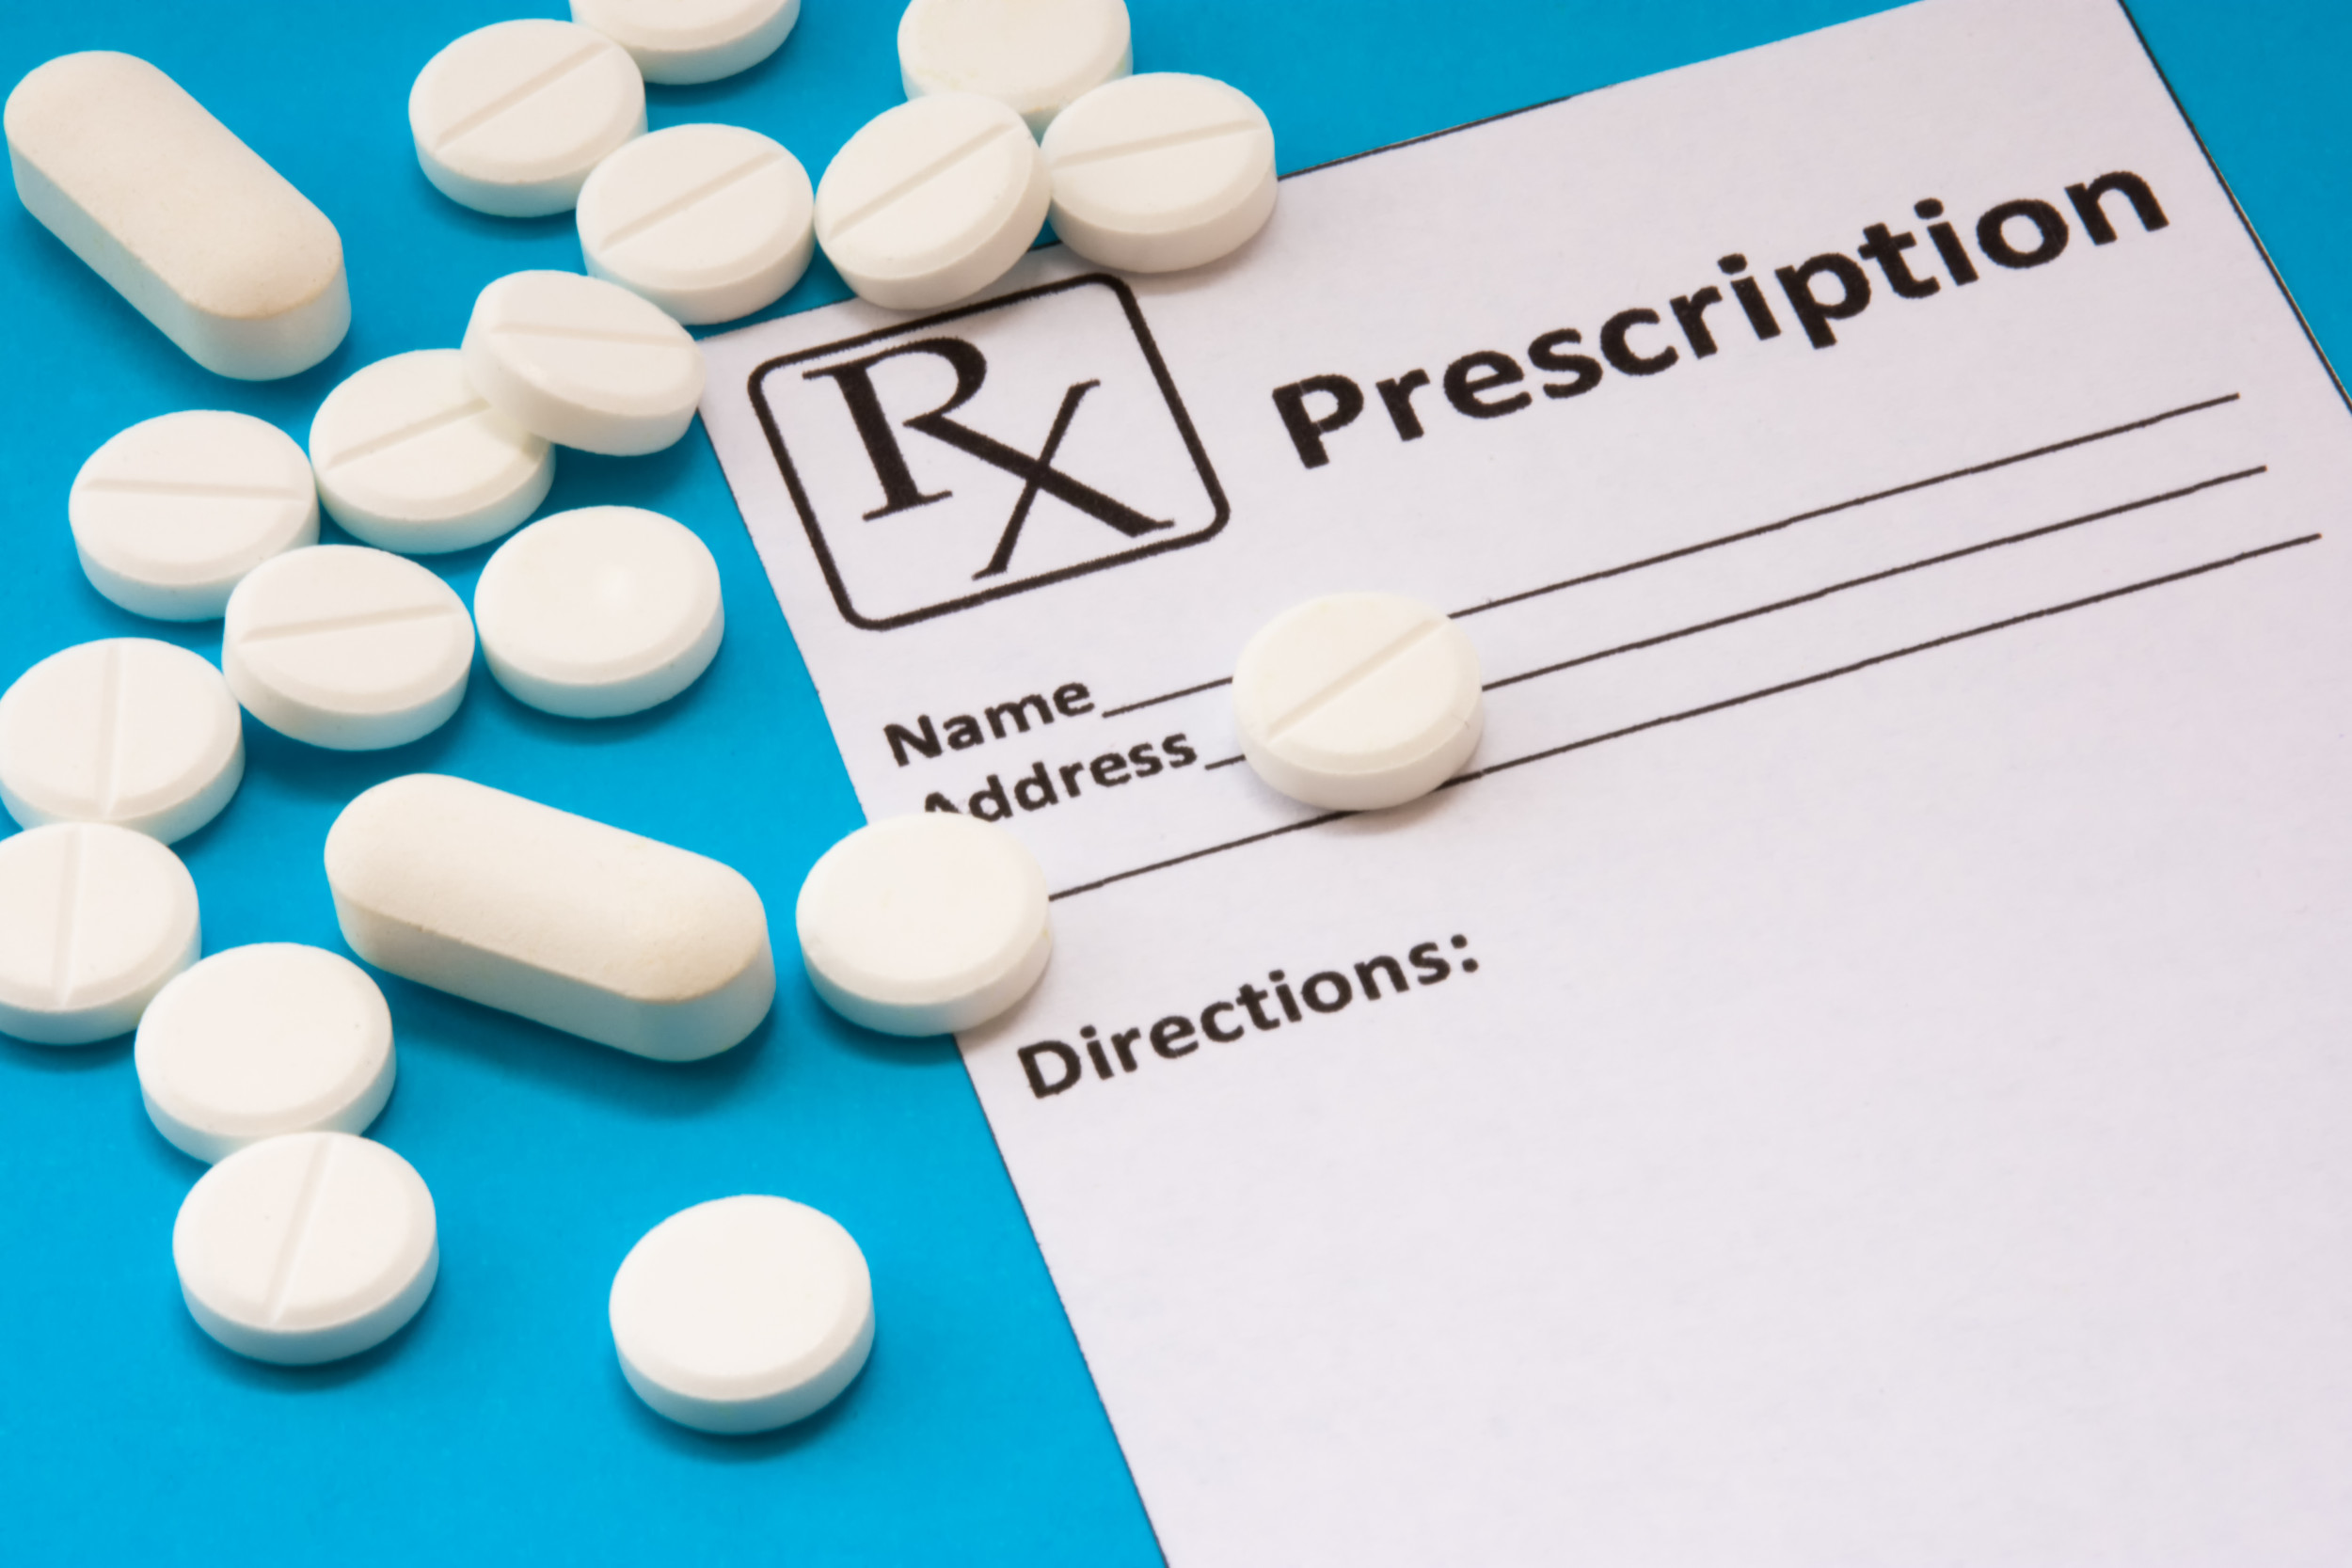 Rx Prescription
Name
Address
Directions: